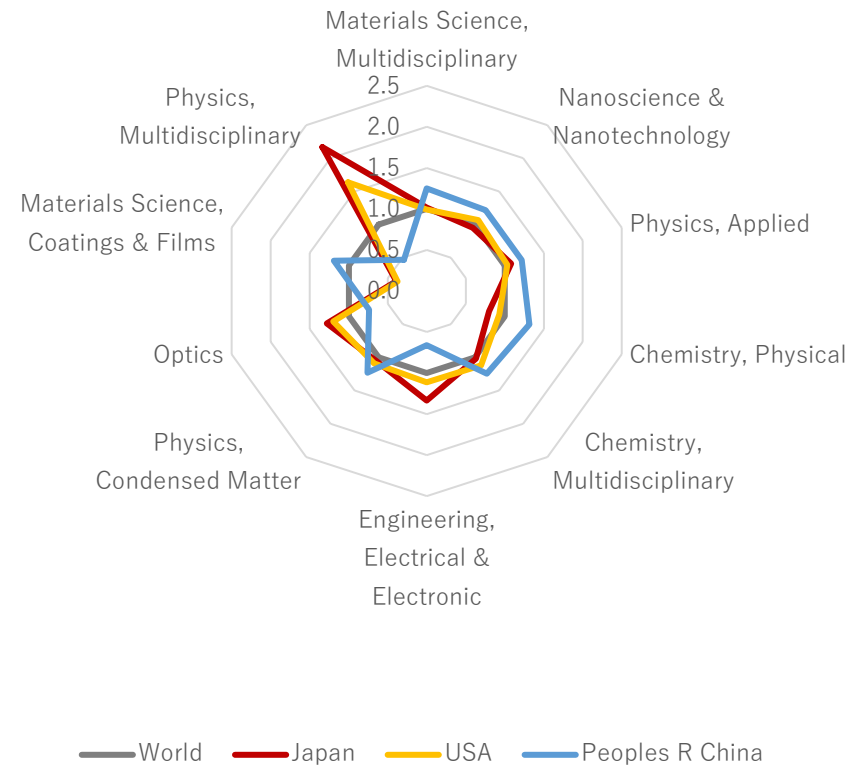 Materials Science,
Multidisciplinary
Nanoscience &
Nanotechnology
Physics, Applied
Chemistry, Physical
Chemistry,
Multidisciplinary
Engineering,
Electrical &
Electronic
Physics,
Condensed Matter
Optics
Materials Science,
Coatings & Films
Physics,
Multidisciplinary
2.5
2.0
1.5
1.0
0.5
0.0
World
Japan
USA
Peoples R China